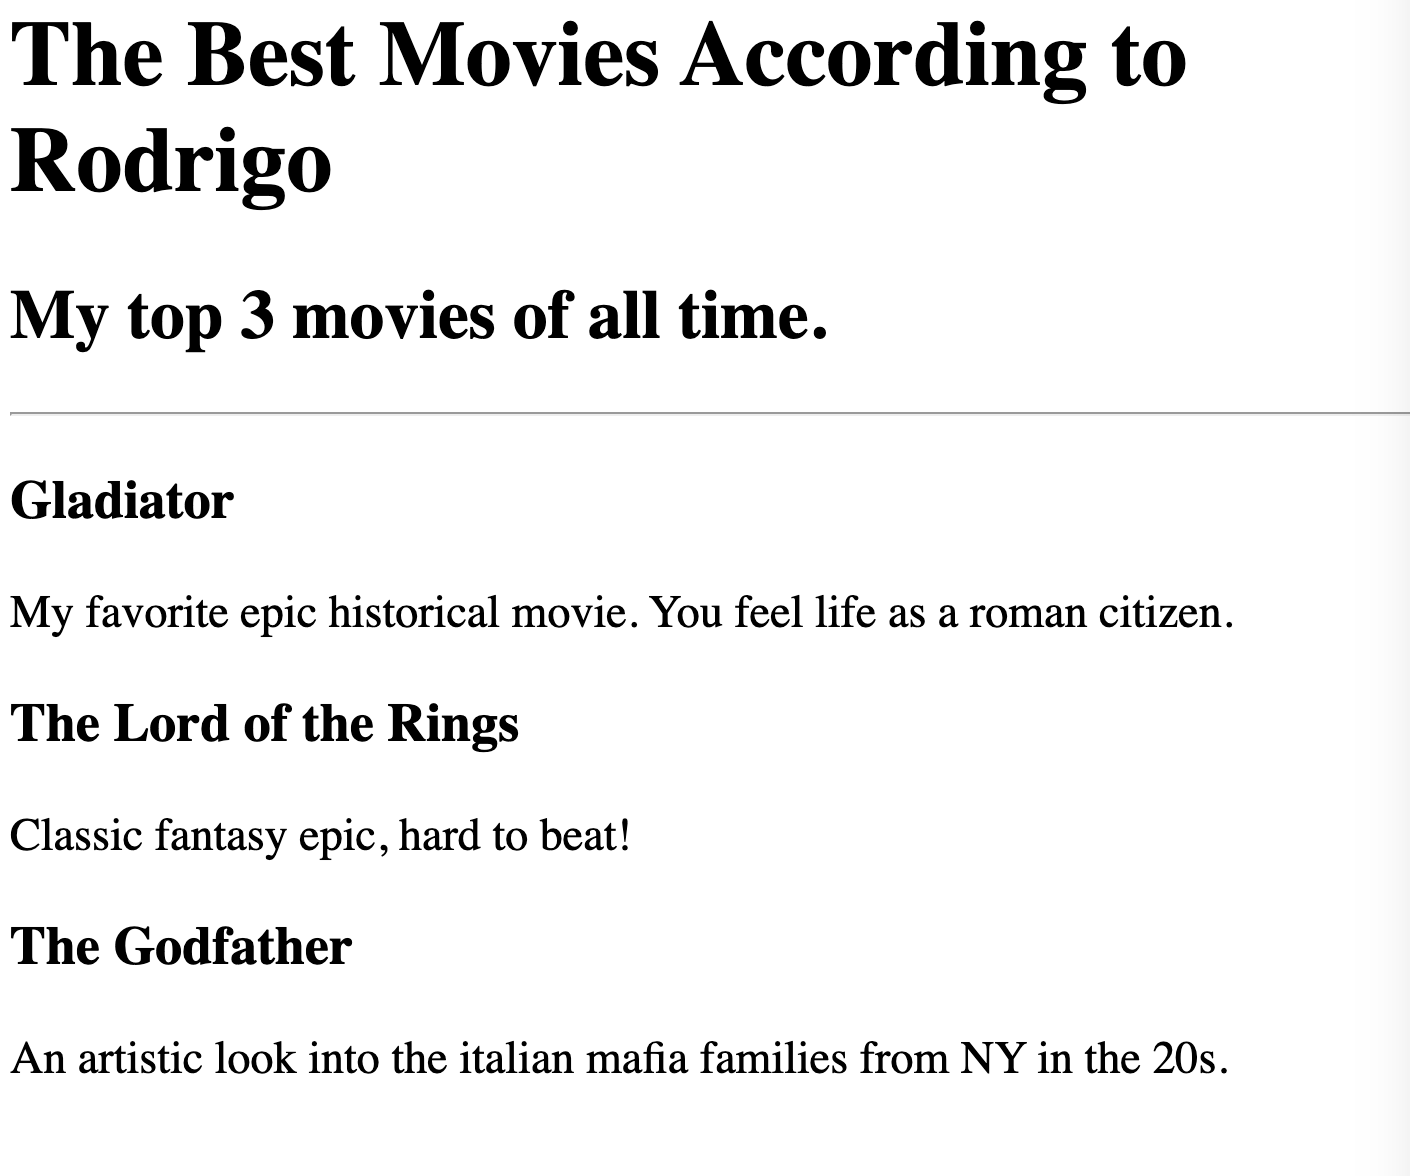 The Best Movies According to
Rodrigo
My top 3 movies of all time.
Gladiator
My favorite epic historical movie. You feel life as a roman citizen.
The Lord of the Rings
Classic fantasy epic, hard to beat!
The Godfather
An artistic look into the italian mafia families from NY in the 20s.